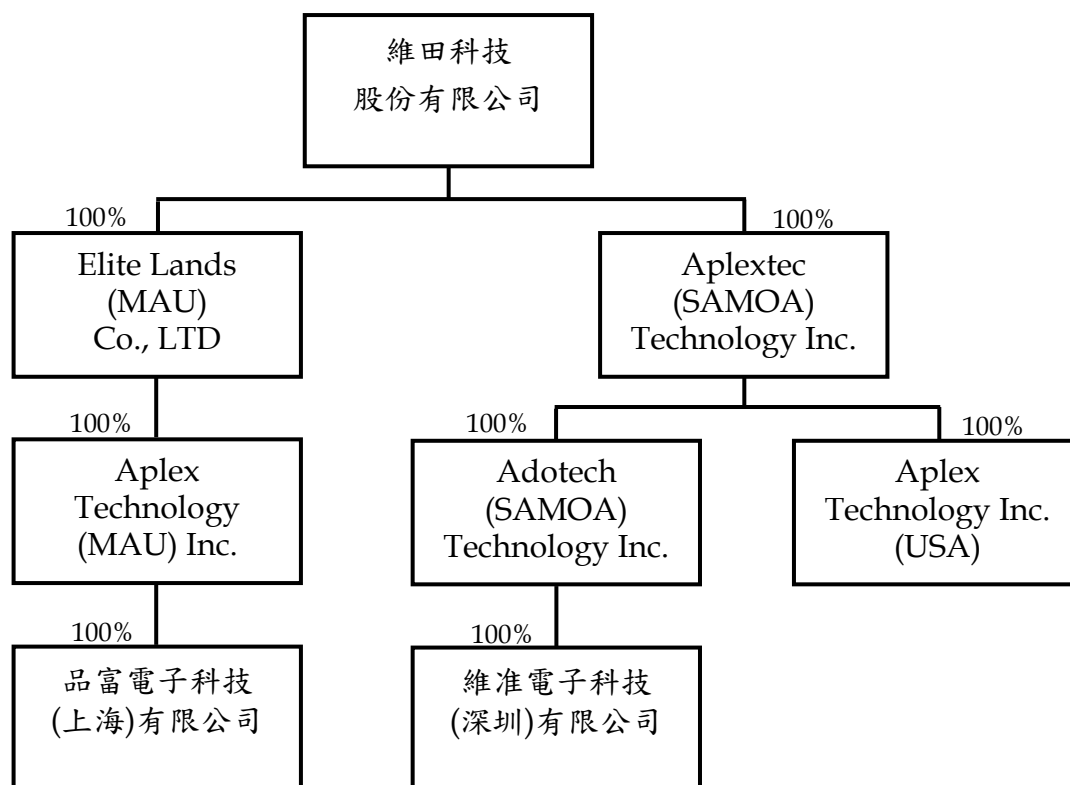 維田科技
股份有限公司
100%
100%
Elite Lands
(MAU)
Co., LTD
Aplextec
(SAMOA)
Technology Inc.
100%
100%
100%
Aplex
Technology
(MAU) Inc.
Adotech
(SAMOA)
Technology Inc.
Aplex
Technology Inc.
(USA)
100%
100%
品富電子科技
(上海)有限公司
維准電子科技
(深圳)有限公司